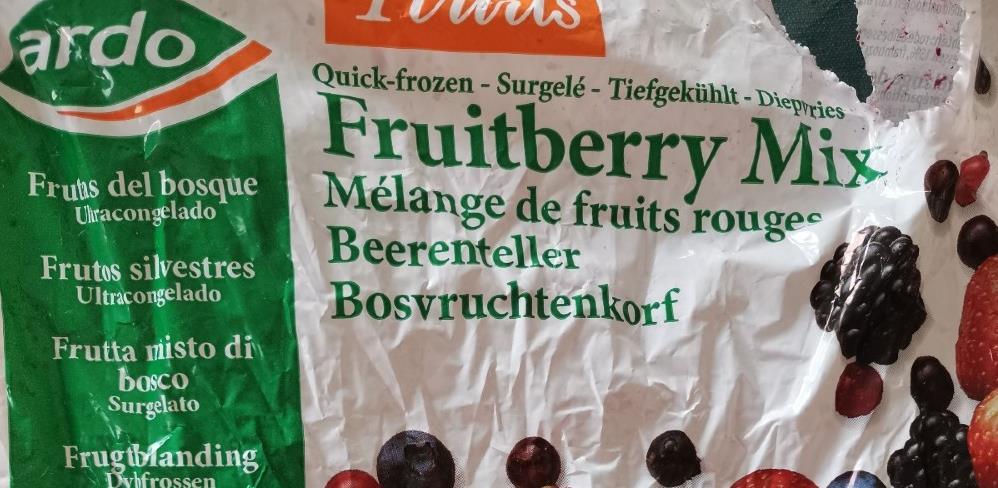 ardo
Quick-frozen - Surgelé - Tiefgekühlt - Diepvries
Fruitberry Mix
Mélange de fruits rouges
Beerenteller
Bosvruchtenkorf
Frutas del bosque
Ultracongelado
Frutos silvestres
Ultracongelado
Frutta misto di
bosco
Surgelato
Frugtblanding
Dybfrossen